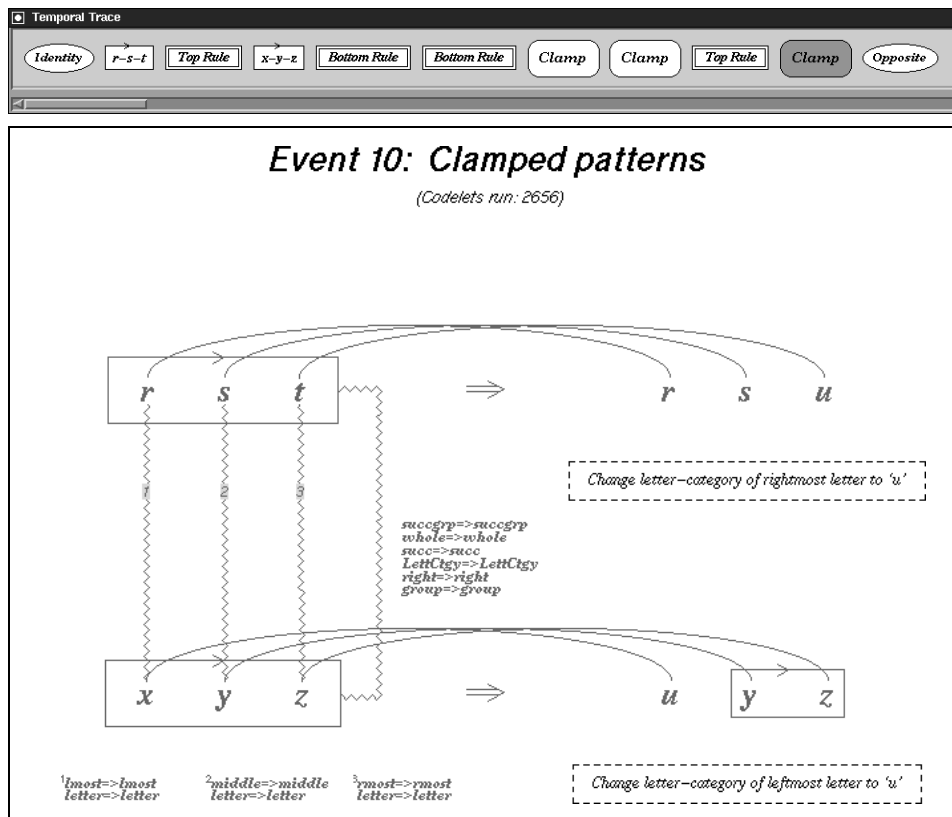 Temporal Trace
Identity r-s-t Top Rule x-y-z Bottom Rule Bottom Rule Clamp Clamp Top Rule Clamp Opposite
Event 10: Clamped patterns
(Codelets run: 2656)
r s t ⇒ r s u
Change letter-category of rightmost letter to 'u'
1 2 3
succgrp=>succgrp
whole=>whole
succ=>succ
LettCtgy=>LettCtgy
right=>right
group=>group
x y z ⇒ u y z
Change letter-category of leftmost letter to 'u'
1lmost=>lmost 2middle=>middle 3rmost=>rmost
letter=>letter letter=>letter letter=>letter